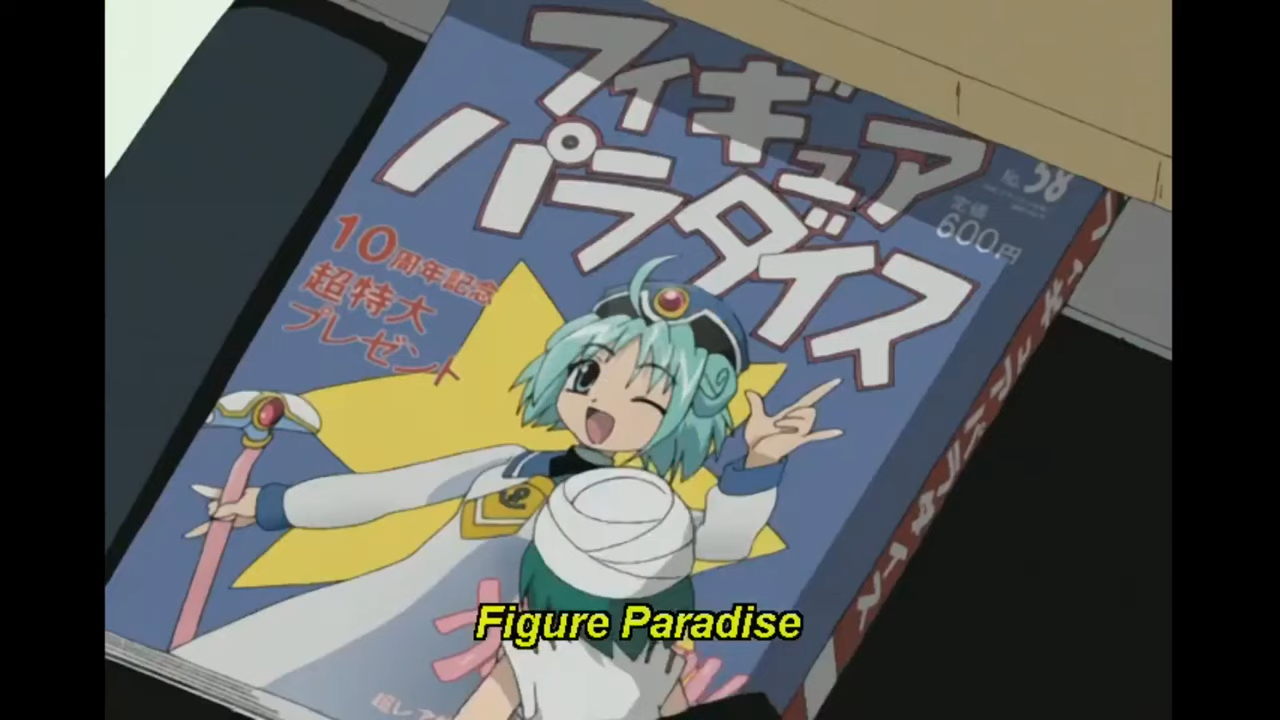 フィギュア
パラダイス
No. 38
定価
600円
10周年記念
超特大
プレゼント
Figure Paradise